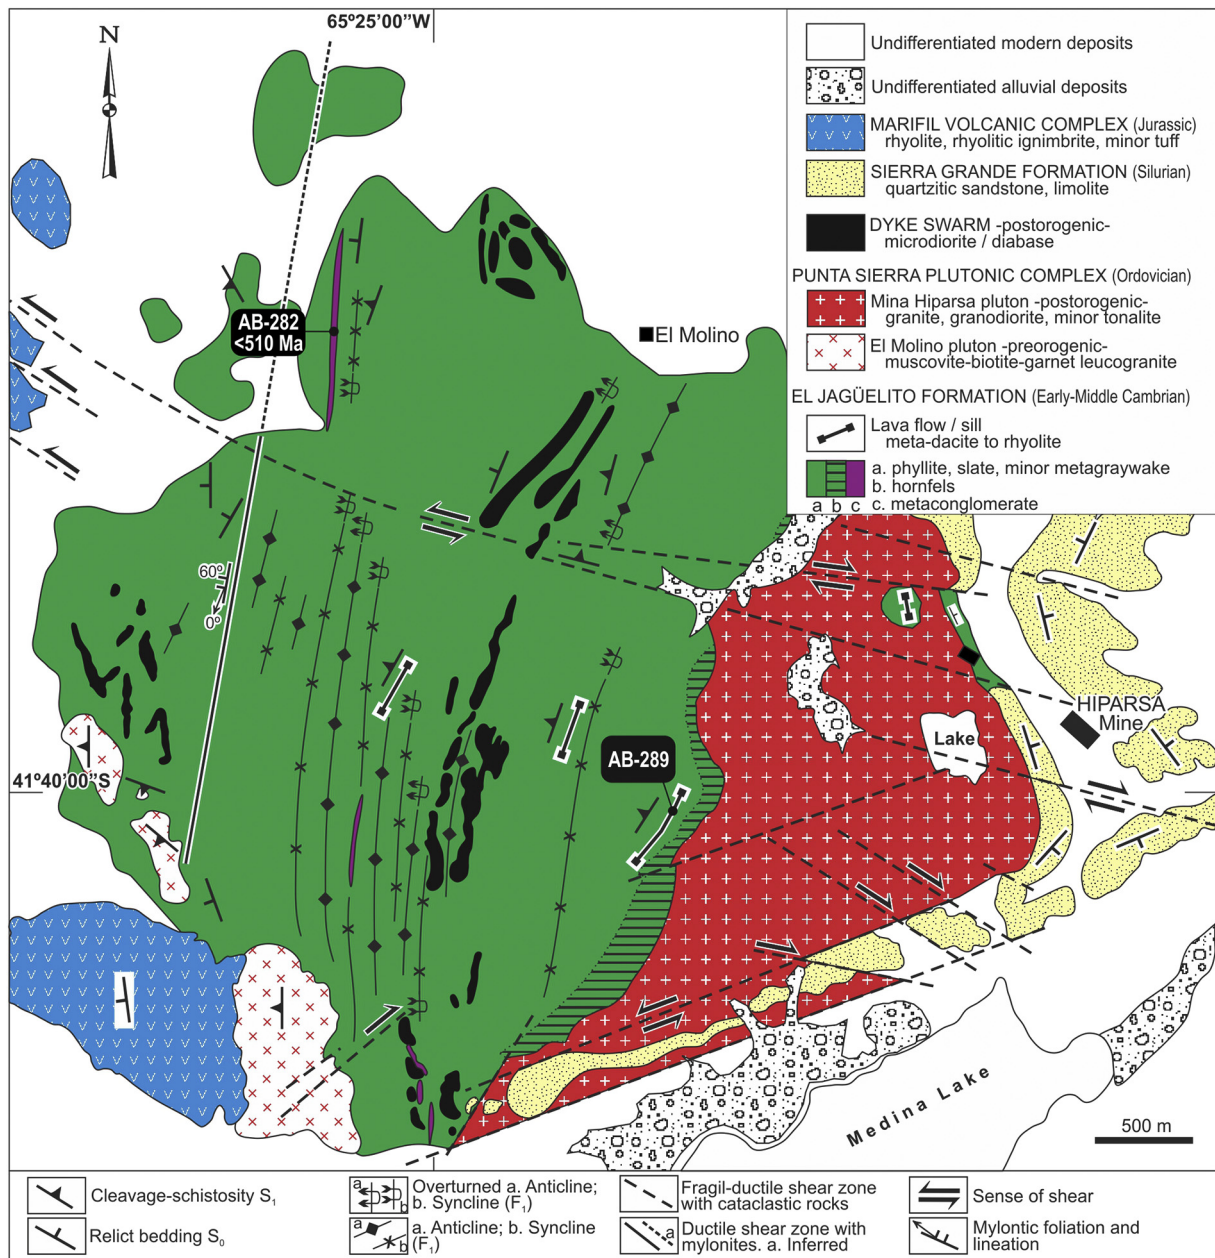 65º25'00"W
N
Undifferentiated modern deposits
Undifferentiated alluvial deposits
MARIFIL VOLCANIC COMPLEX (Jurassic)
rhyolite, rhyolitic ignimbrite, minor tuff
SIERRA GRANDE FORMATION (Silurian)
quartzitic sandstone, limolite
DYKE SWARM -postorogenic-
microdiorite / diabase
PUNTA SIERRA PLUTONIC COMPLEX (Ordovician)
Mina Hiparsa pluton -postorogenic-
granite, granodiorite, minor tonalite
El Molino pluton -preorogenic-
muscovite-biotite-garnet leucogranite
EL JAGÜELITO FORMATION (Early-Middle Cambrian)
Lava flow / sill
meta-dacite to rhyolite
a. phyllite, slate, minor metagraywake
b. hornfels
a b c c. metaconglomerate
AB-282
<510 Ma
El Molino
60º
0º
HIPARSA
Mine
Lake
AB-289
41º40'00"S
Medina Lake
500 m
Cleavage-schistosity S1
Relict bedding S0
a
b
Overturned a. Anticline;
b. Syncline (F1)
a
b
a. Anticline; b. Syncline
(F1)
Fragil-ductile shear zone
with cataclastic rocks
a
Ductile shear zone with
mylonites. a. Inferred
Sense of shear
Mylontic foliation and
lineation